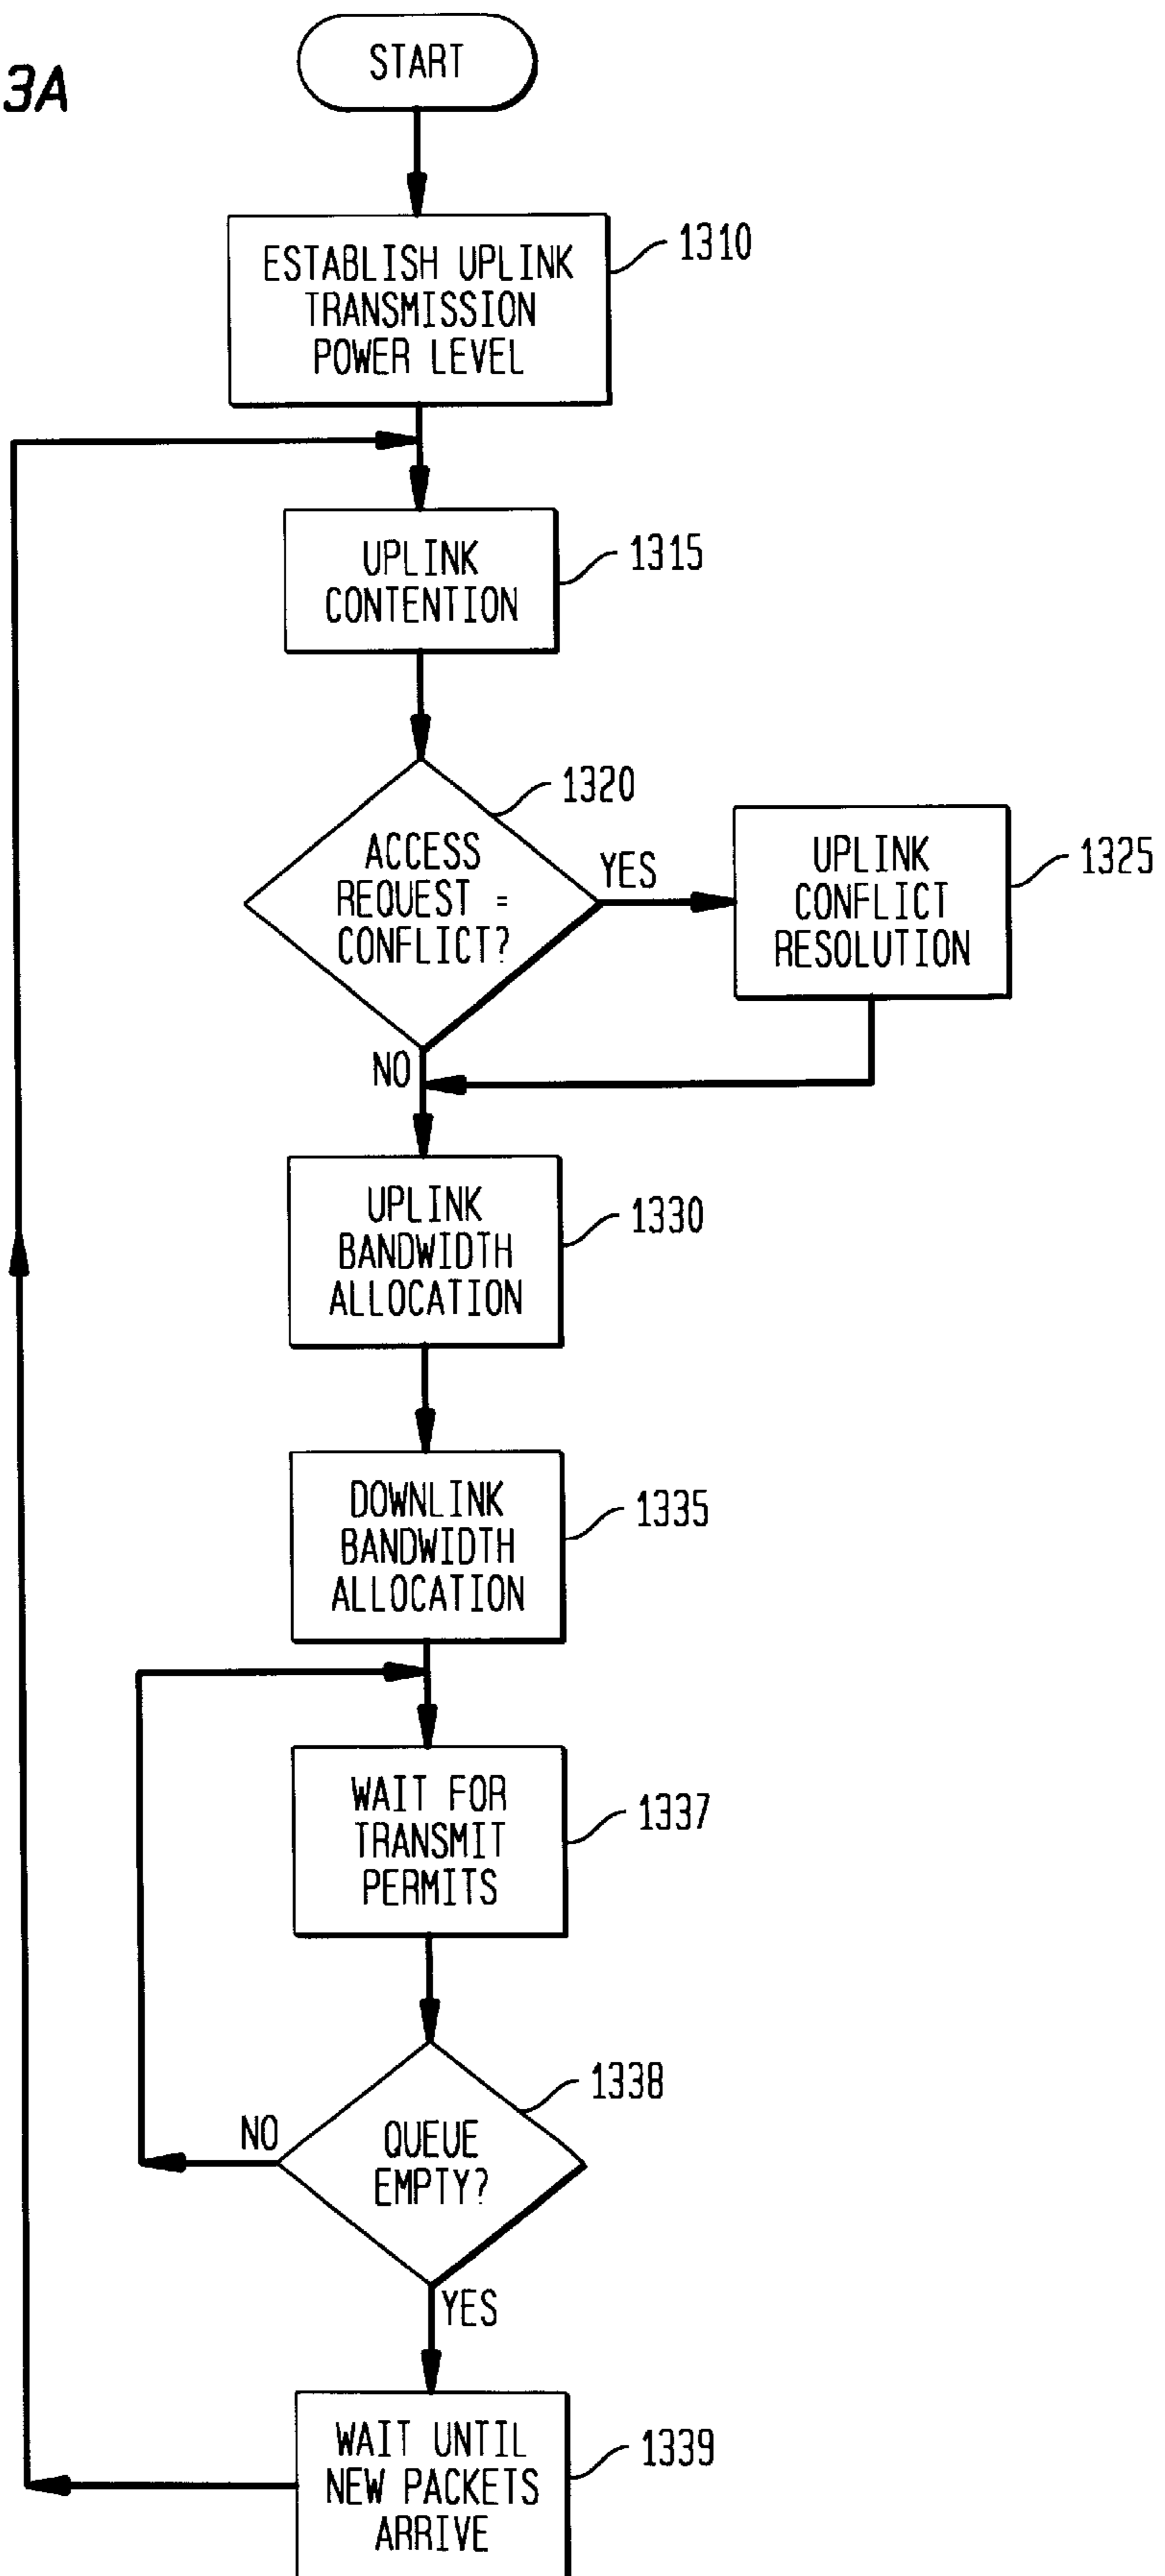 3A
START
ESTABLISH UPLINK
TRANSMISSION
POWER LEVEL
1310
UPLINK
CONTENTION
1315
1320
ACCESS
REQUEST =
CONFLICT?
YES
UPLINK
CONFLICT
RESOLUTION
1325
NO
UPLINK
BANDWIDTH
ALLOCATION
1330
DOWNLINK
BANDWIDTH
ALLOCATION
1335
WAIT FOR
TRANSMIT
PERMITS
1337
1338
QUEUE
EMPTY?
NO
YES
WAIT UNTIL
NEW PACKETS
ARRIVE
1339